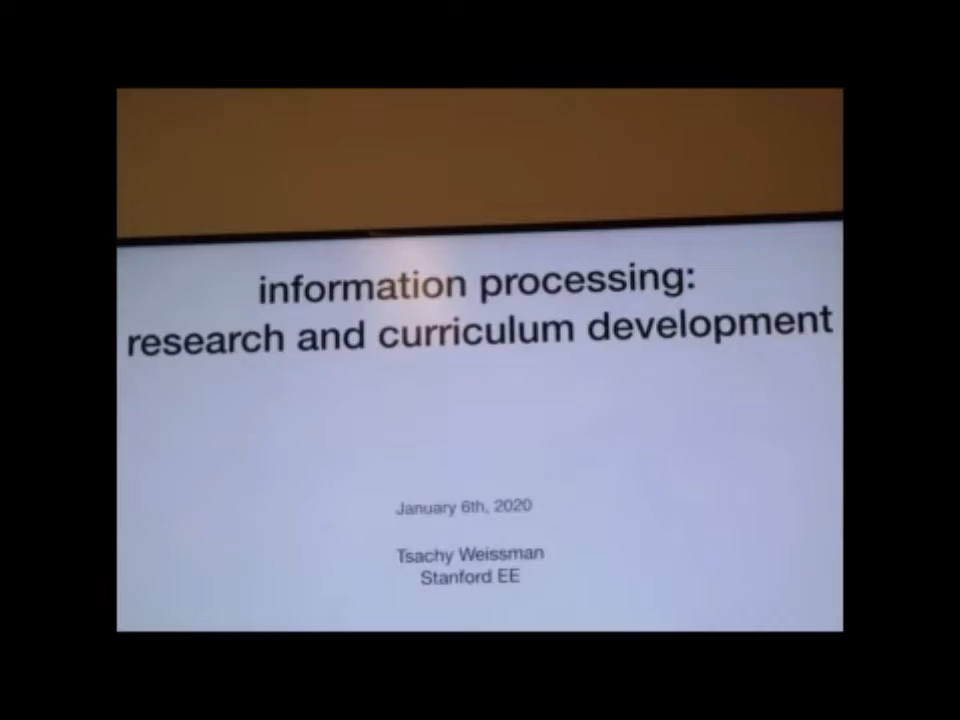 information processing:
research and curriculum development
January 6th, 2020
Tsachy Weissman
Stanford EE